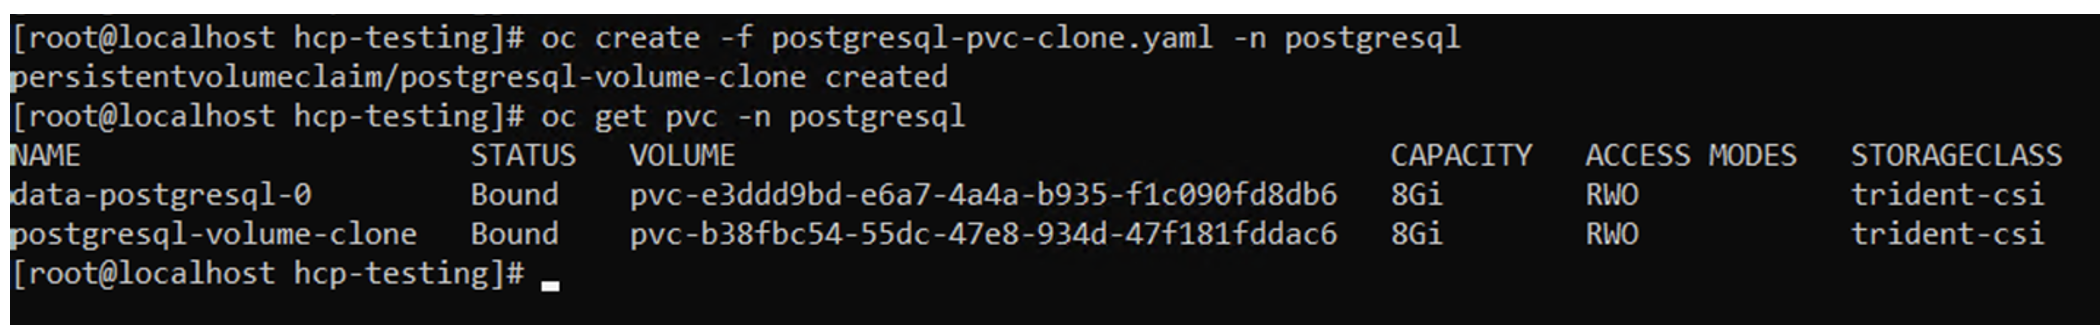 [root@localhost hcp-testing]# oc create -f postgresql-pvc-clone.yaml -n postgresql
persistentvolumeclaim/postgresql-volume-clone created
[root@localhost hcp-testing]# oc get pvc -n postgresql
NAME STATUS VOLUME CAPACITY ACCESS MODES STORAGECLASS
data-postgresql-0 Bound pvc-e3ddd9bd-e6a7-4a4a-b935-f1c090fd8db6 8Gi RWO trident-csi
postgresql-volume-clone Bound pvc-b38fbc54-55dc-47e8-934d-47f181fddac6 8Gi RWO trident-csi
[root@localhost hcp-testing]#